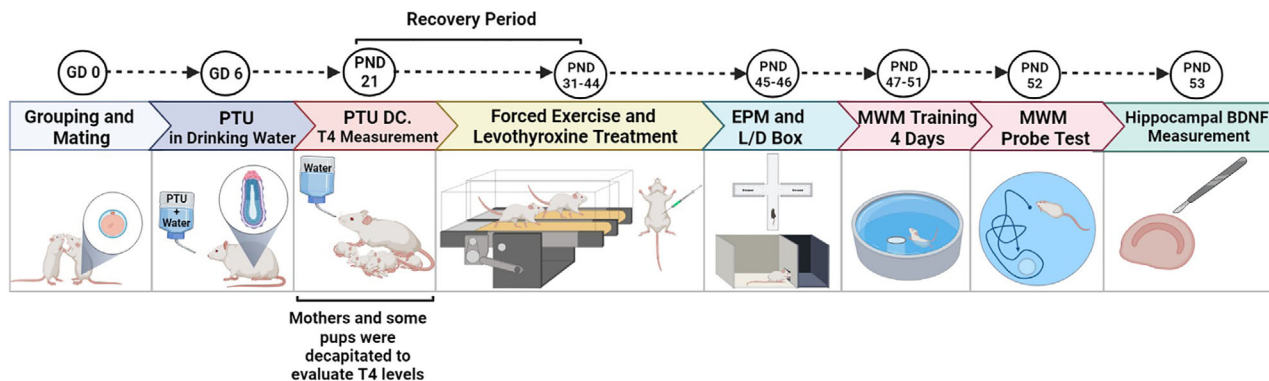 Recovery Period
GD 0
GD 6
PND
21
PND
31-44
PND
45-46
PND
47-51
PND
52
PND
53
Grouping and
Mating
PTU
in Drinking Water
PTU DC.
T4 Measurement
Forced Exercise and
Levothyroxine Treatment
EPM and
L/D Box
MWM Training
4 Days
MWM
Probe Test
Hippocampal BDNF
Measurement
PTU
+
Water
Water
Mothers and some
pups were
decapitated to
evaluate T4 levels